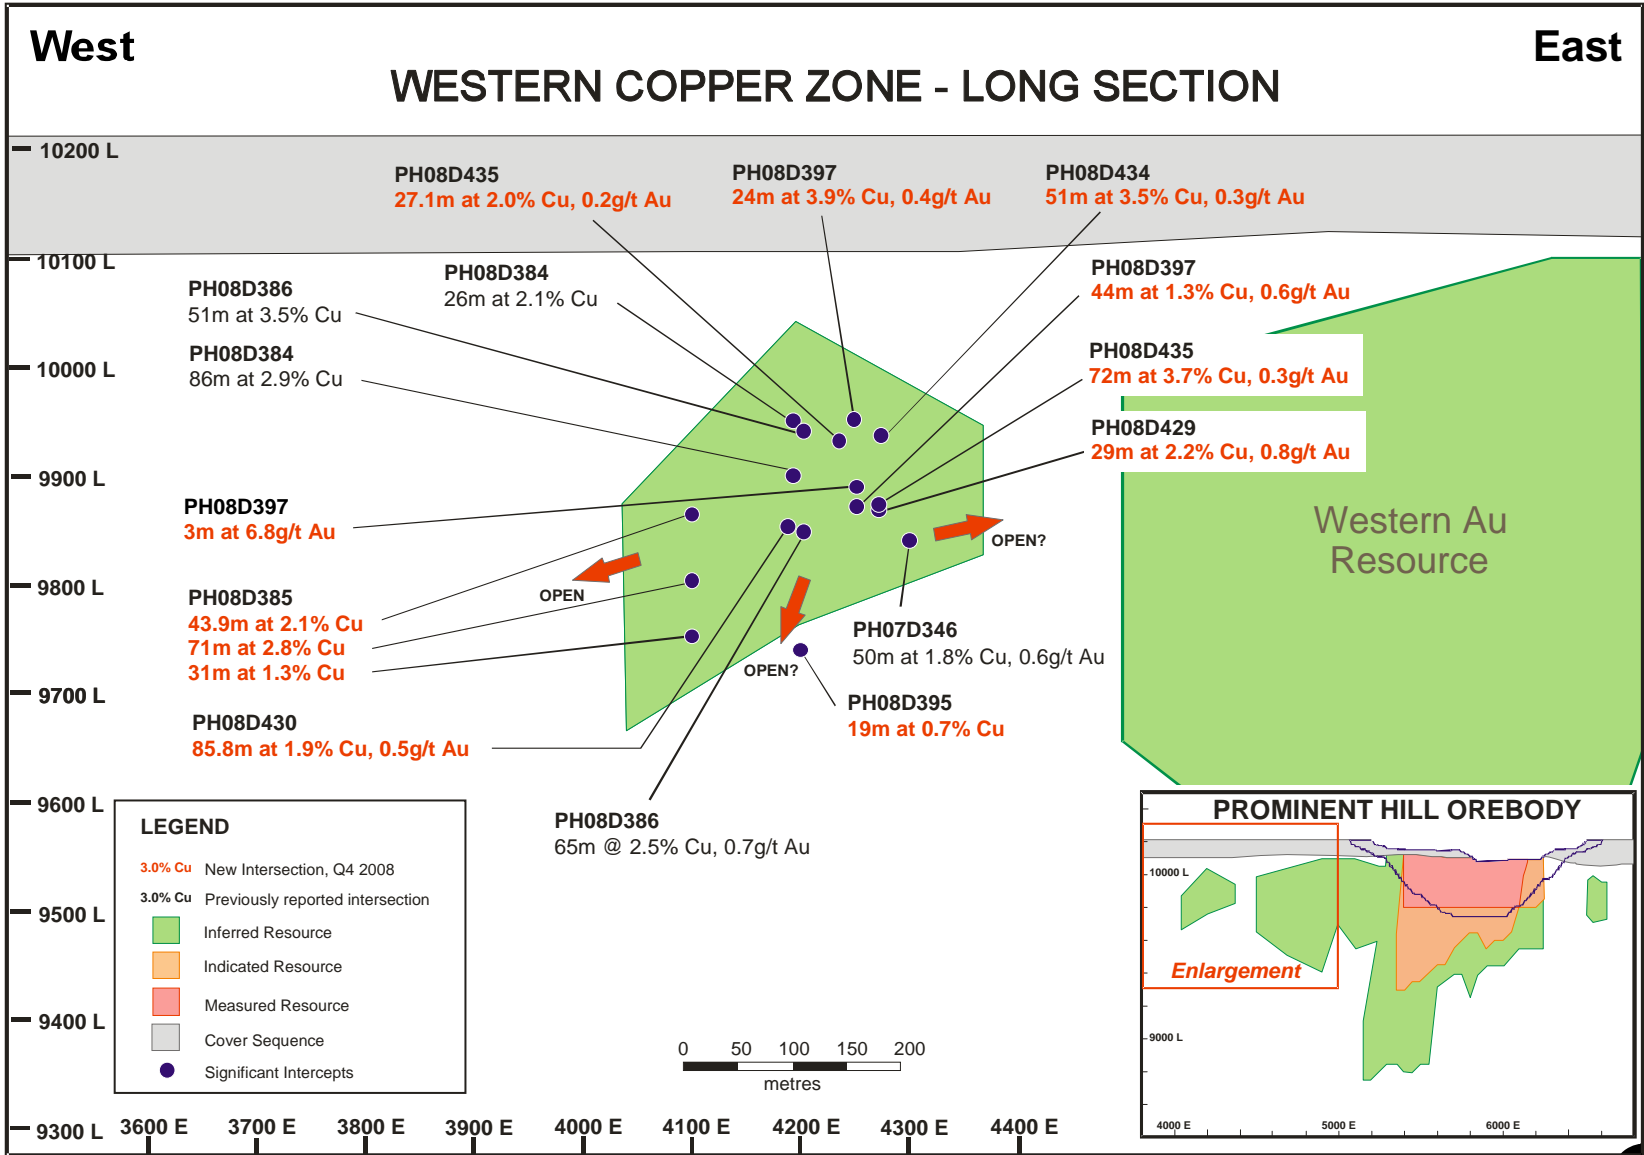 West
East
WESTERN COPPER ZONE - LONG SECTION
10200 L
PH08D435
27.1m at 2.0% Cu, 0.2g/t Au
PH08D397
24m at 3.9% Cu, 0.4g/t Au
PH08D434
51m at 3.5% Cu, 0.3g/t Au
10100 L
PH08D386
51m at 3.5% Cu
PH08D384
26m at 2.1% Cu
PH08D397
44m at 1.3% Cu, 0.6g/t Au
PH08D384
86m at 2.9% Cu
10000 L
PH08D435
72m at 3.7% Cu, 0.3g/t Au
PH08D429
29m at 2.2% Cu, 0.8g/t Au
9900 L
PH08D397
3m at 6.8g/t Au
Western Au
Resource
OPEN?
OPEN
9800 L
PH08D385
43.9m at 2.1% Cu
71m at 2.8% Cu
31m at 1.3% Cu
PH07D346
50m at 1.8% Cu, 0.6g/t Au
OPEN?
9700 L
PH08D395
19m at 0.7% Cu
PH08D430
85.8m at 1.9% Cu, 0.5g/t Au
9600 L
PH08D386
65m @ 2.5% Cu, 0.7g/t Au
LEGEND
3.0% Cu New Intersection, Q4 2008
3.0% Cu Previously reported intersection
Inferred Resource
Indicated Resource
Measured Resource
Cover Sequence
Significant Intercepts
9500 L
9400 L
9300 L
0 50 100 150 200
metres
3600 E 3700 E 3800 E 3900 E 4000 E 4100 E 4200 E 4300 E 4400 E
PROMINENT HILL OREBODY
10000 L
Enlargement
9000 L
4000 E 5000 E 6000 E